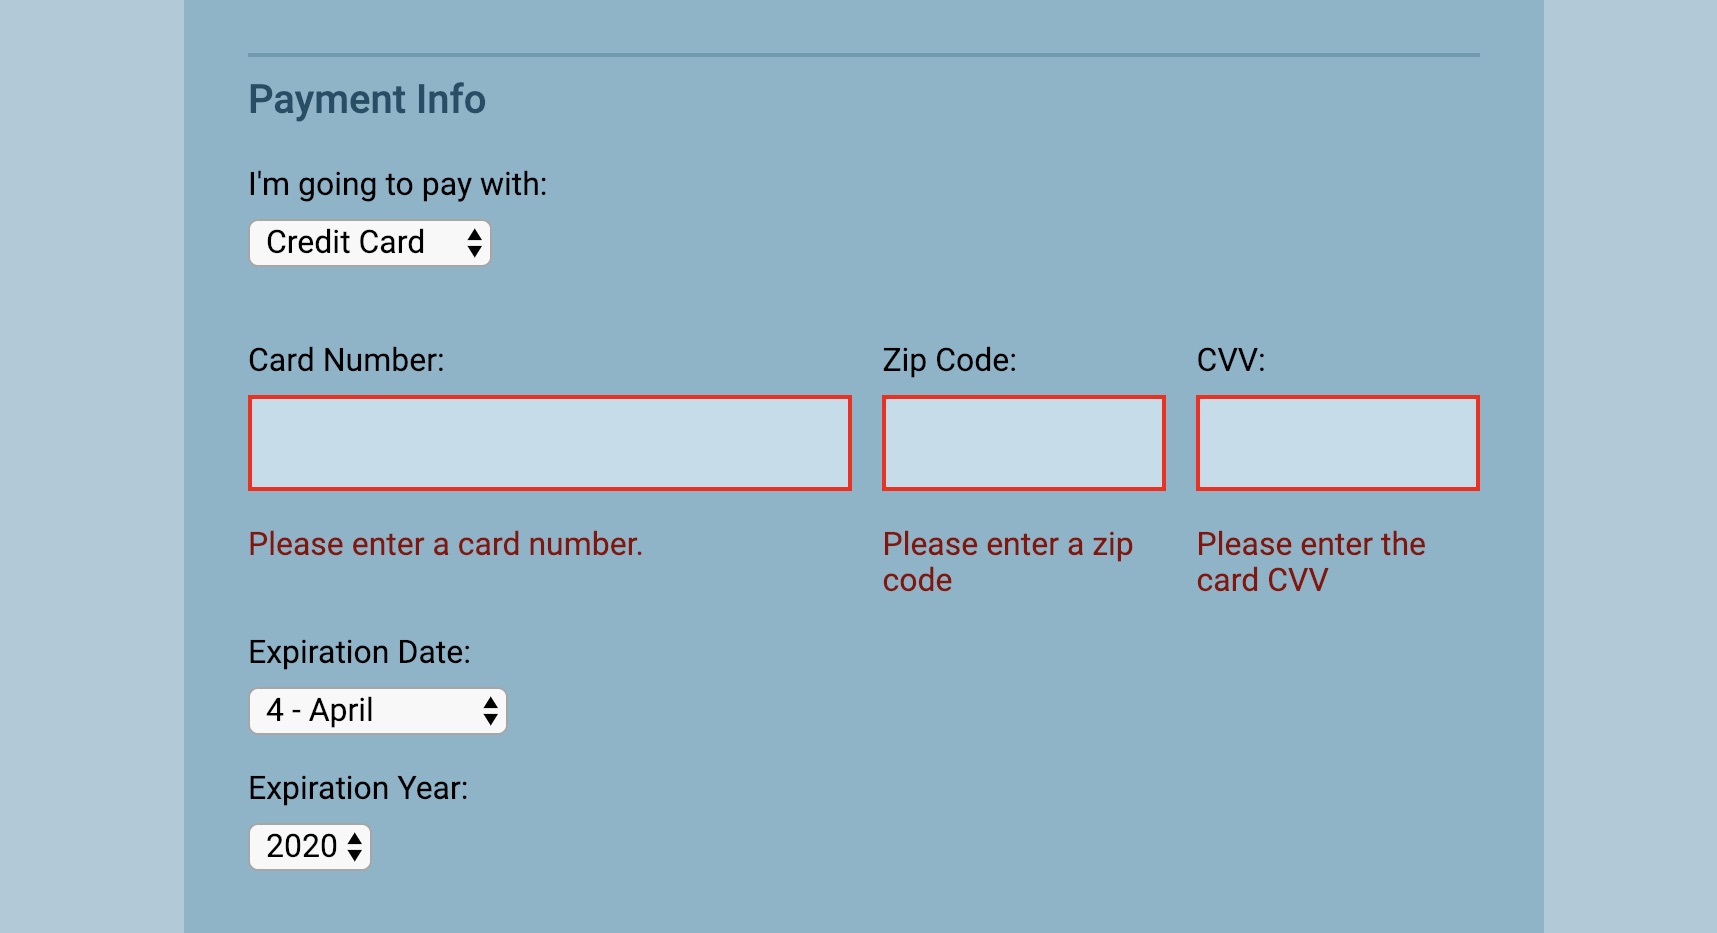 Payment Info
I'm going to pay with:
Credit Card
Card Number:
Zip Code:
CVV:
Please enter a card number.
Please enter a zip
code
Please enter the
card CVV
Expiration Date:
4 - April
Expiration Year:
2020